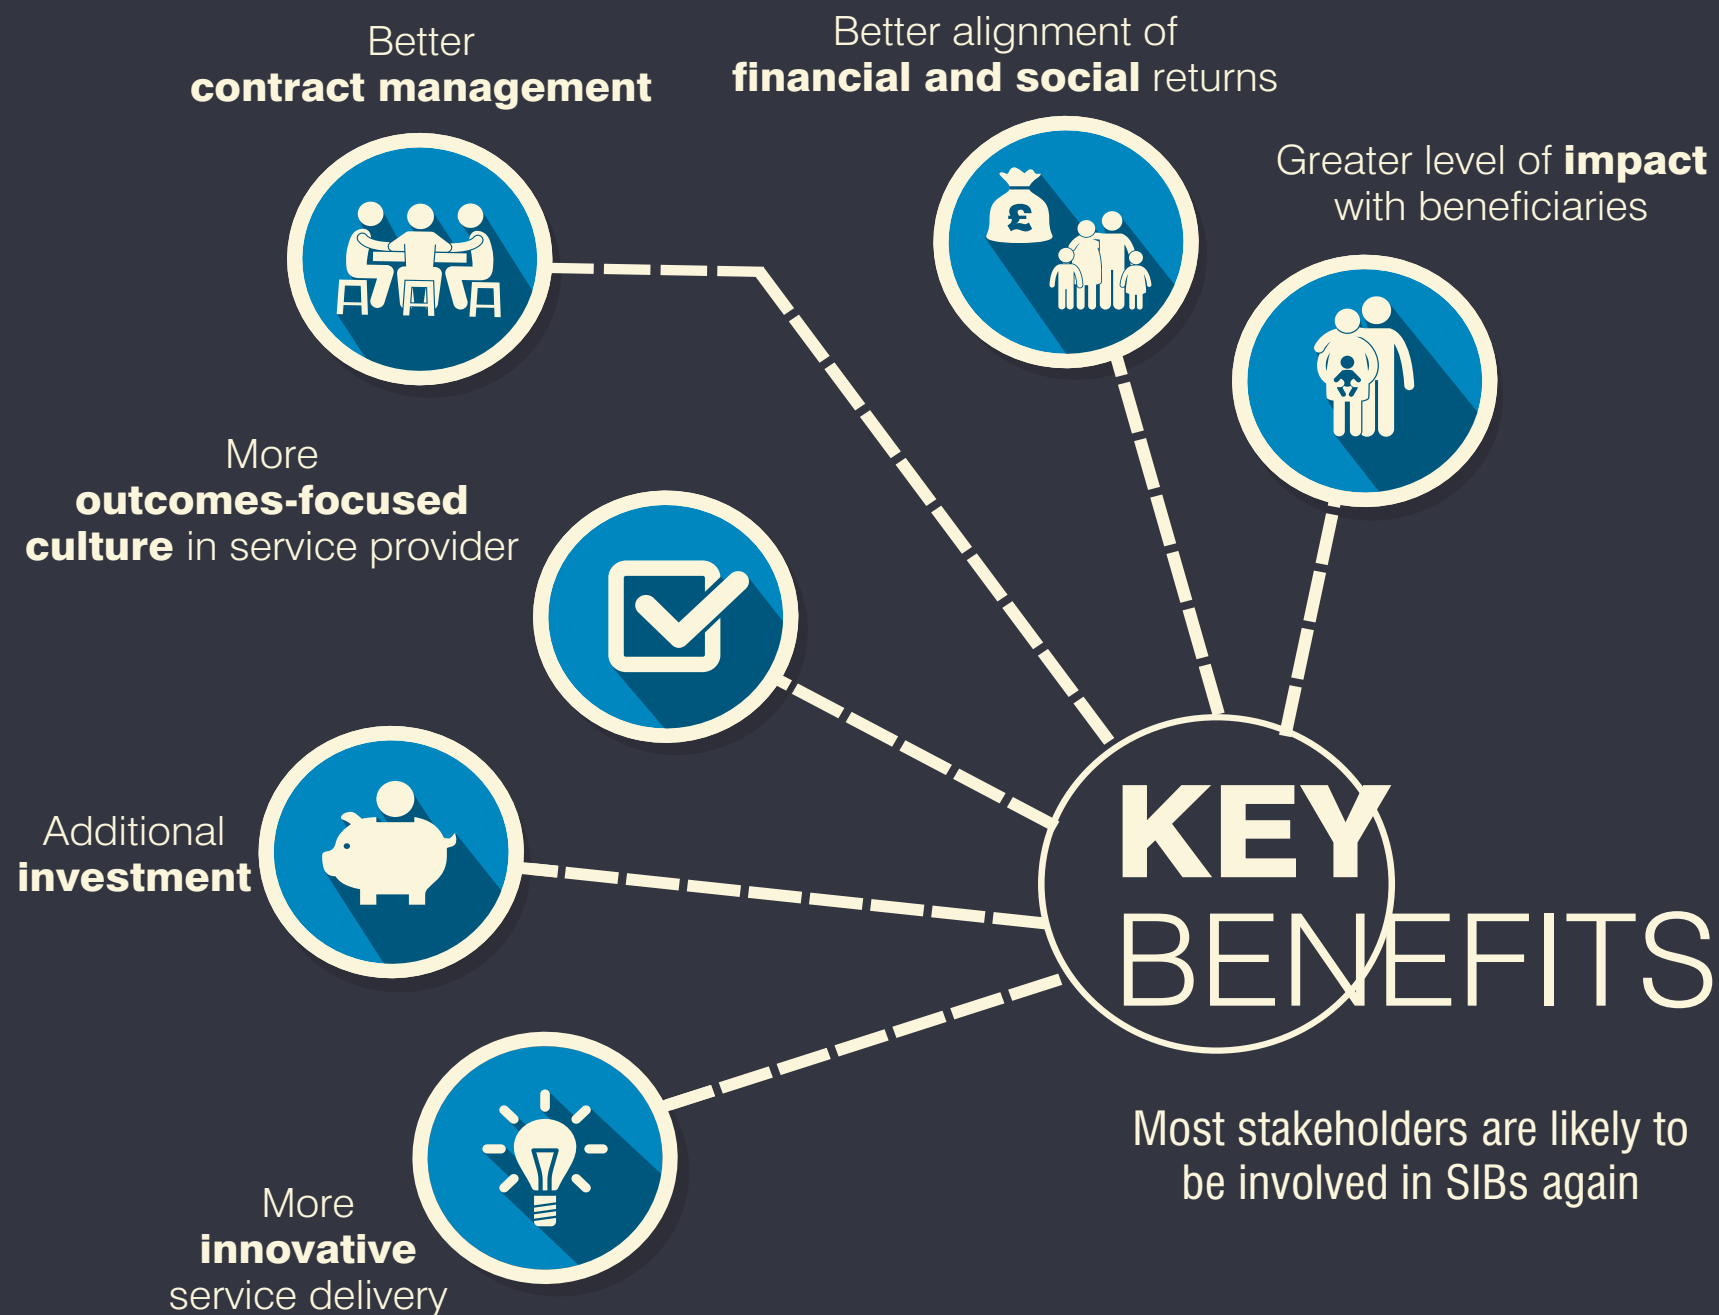 Better
contract management
Better alignment of
financial and social returns
Greater level of impact
with beneficiaries
More
outcomes-focused
culture in service provider
Additional
investment
More
innovative
service delivery
£
KEY
BENEFITS
Most stakeholders are likely to
be involved in SIBs again